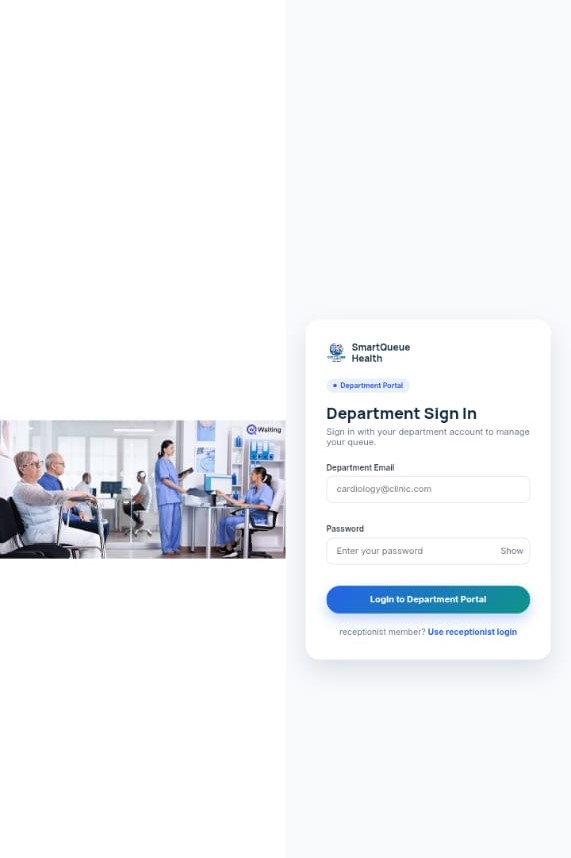 Waiting
SmartQueue
Health
Department Portal
Department Sign In
Sign in with your department account to manage
your queue.
Department Email
cardiology@clinic.com
Password
Enter your password
Show
Login to Department Portal
receptionist member? Use receptionist login